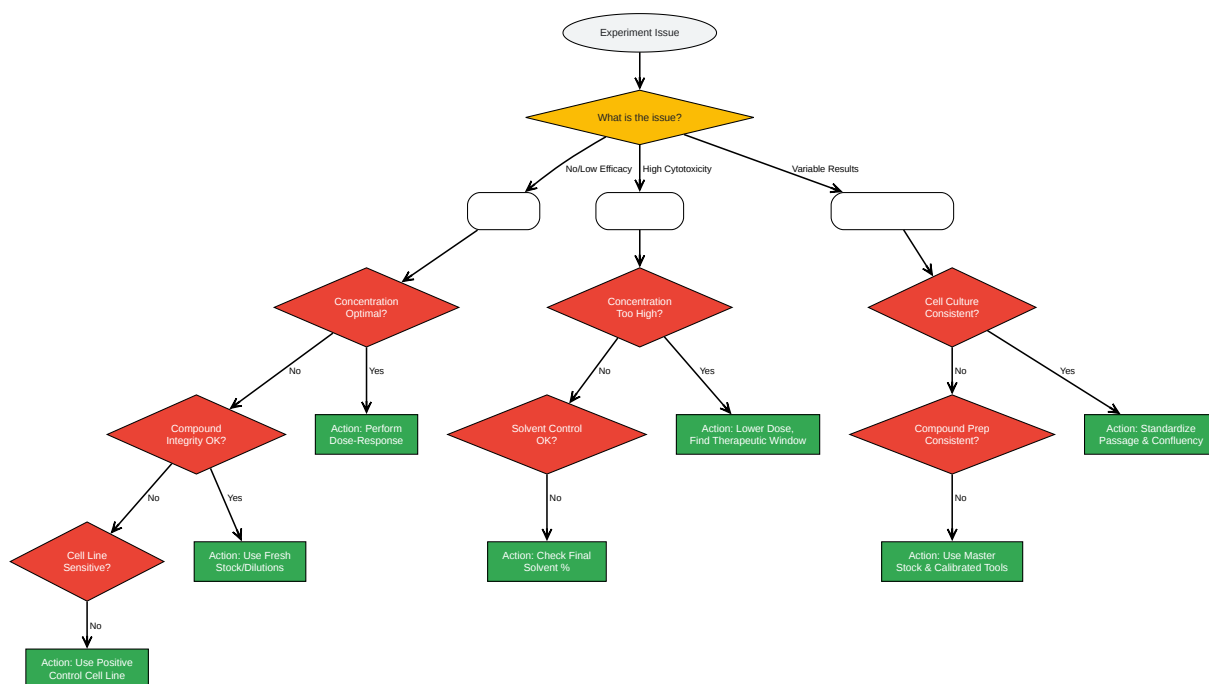 Experiment Issue
What is the issue?
No/Low Efficacy
High Cytotoxicity
Variable Results
Concentration
Optimal?
Concentration
Too High?
Cell Culture
Consistent?
No
Yes
No
Yes
No
Yes
Compound
Integrity OK?
Action: Perform
Dose-Response
Solvent Control
OK?
Action: Lower Dose,
Find Therapeutic Window
Compound Prep
Consistent?
Action: Standardize
Passage & Confluency
No
Yes
No
No
Cell Line
Sensitive?
Action: Use Fresh
Stock/Dilutions
Action: Check Final
Solvent %
Action: Use Master
Stock & Calibrated Tools
No
Action: Use Positive
Control Cell Line